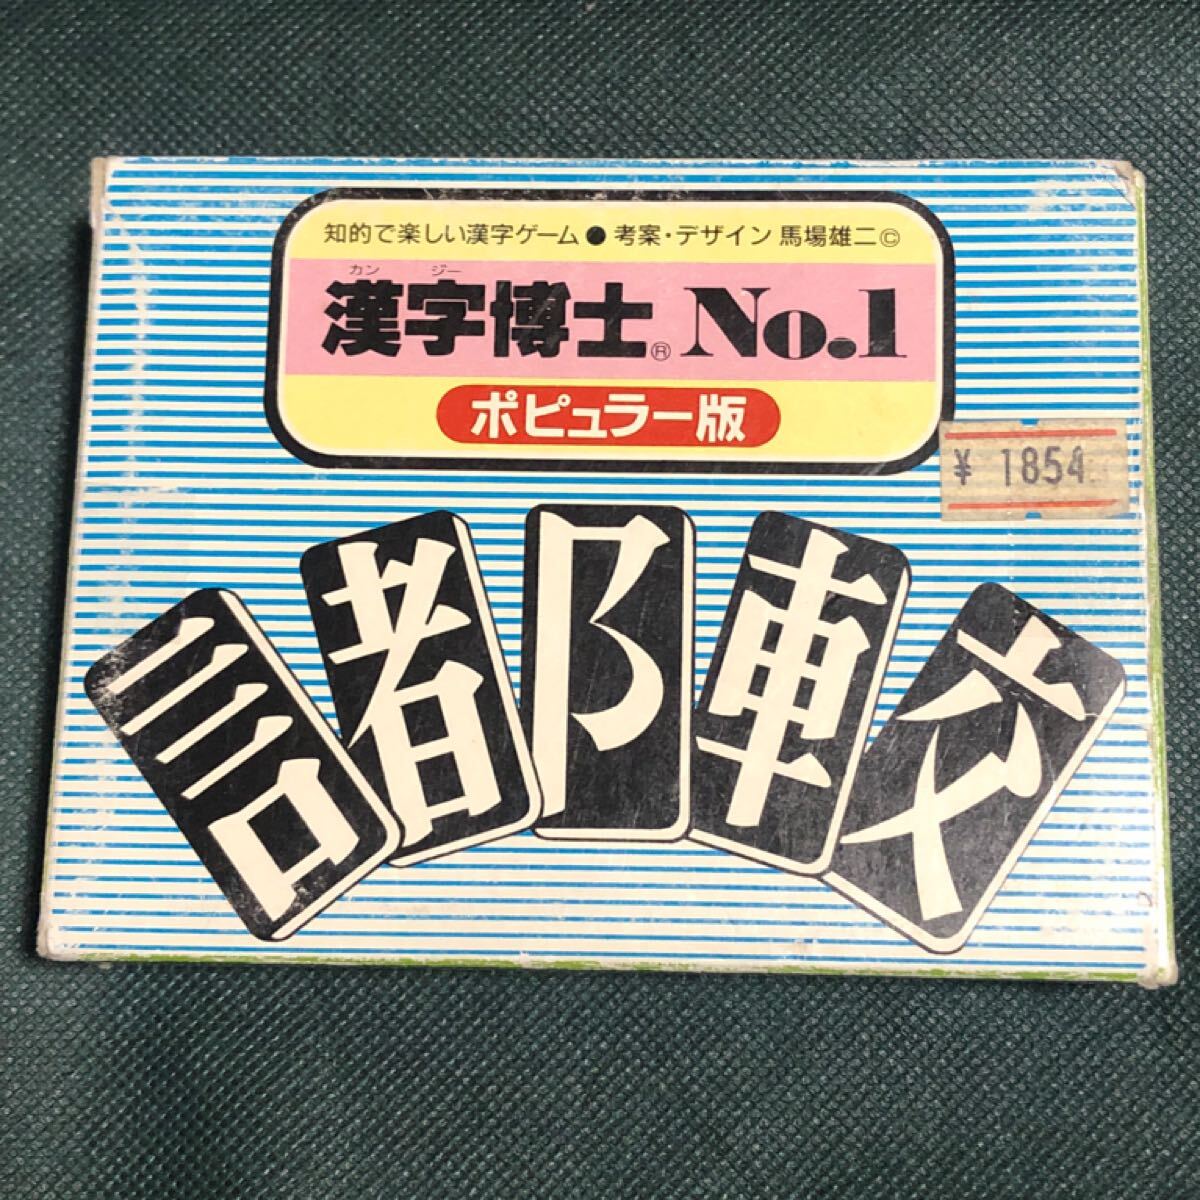 知的で楽しい漢字ゲーム●考案・デザイン 馬場雄二©
カン ジー
漢字博士® No.1
ポピュラー版
¥ 1854
言 者 阝 車 交